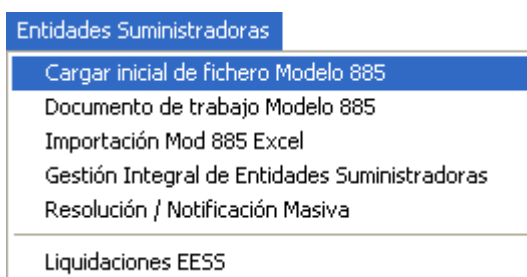 Entidades Suministradoras
Cargar inicial de fichero Modelo 885
Documento de trabajo Modelo 885
Importación Mod 885 Excel
Gestión Integral de Entidades Suministradoras
Resolución / Notificación Masiva
Liquidaciones EESS